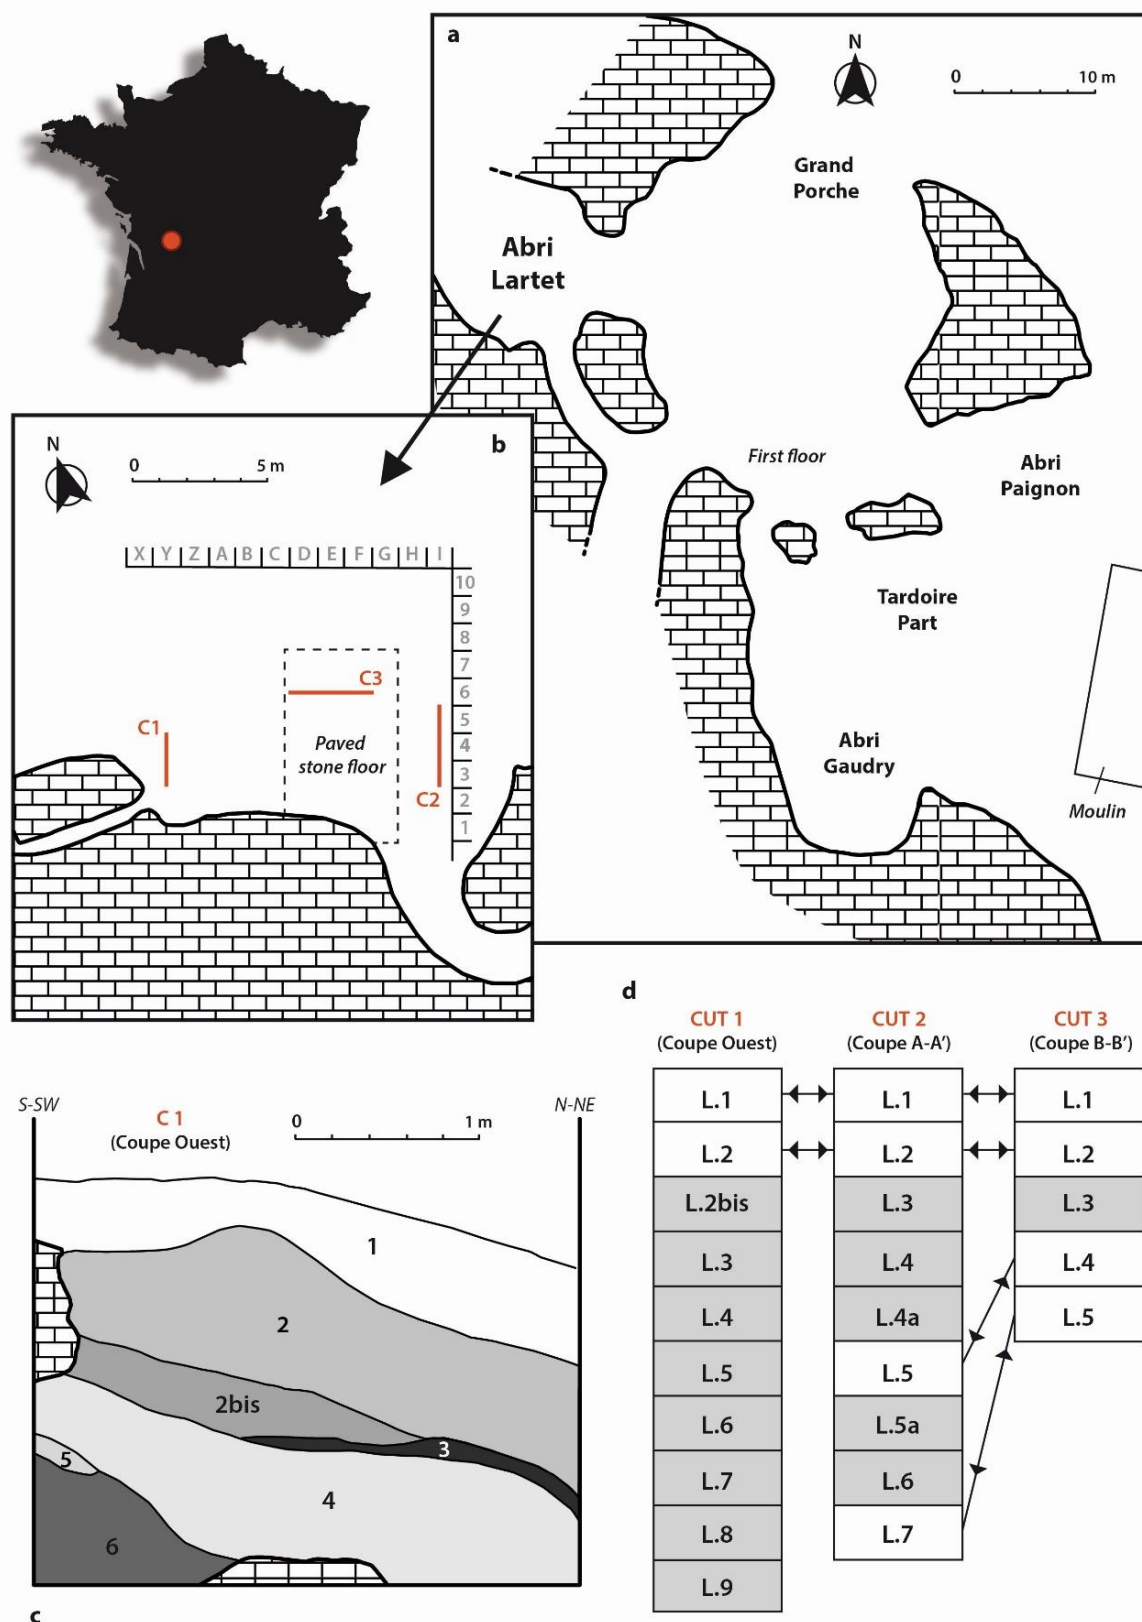 a
N
0 10 m
Grand
Porche
Abri
Lartet
First floor
Abri
Paignon
Tardoire
Part
Abri
Gaudry
Moulin
b
N
0 5 m
X Y Z A B C D E F G H I
10
9
8
7
6
5
4
3
2
1
C3
C1
Paved
stone floor
C2
S-SW
C 1
(Coupe Ouest)
0 1 m
N-NE
1
2
2bis
3
5
4
6
c
d
CUT 1 CUT 2 CUT 3
(Coupe Ouest) (Coupe A-A') (Coupe B-B')
L.1 L.1 L.1
L.2 L.2 L.2
L.2bis L.3 L.3
L.3 L.4 L.4
L.4 L.4a L.5
L.5 L.5
L.6 L.5a
L.7 L.6
L.8 L.7
L.9